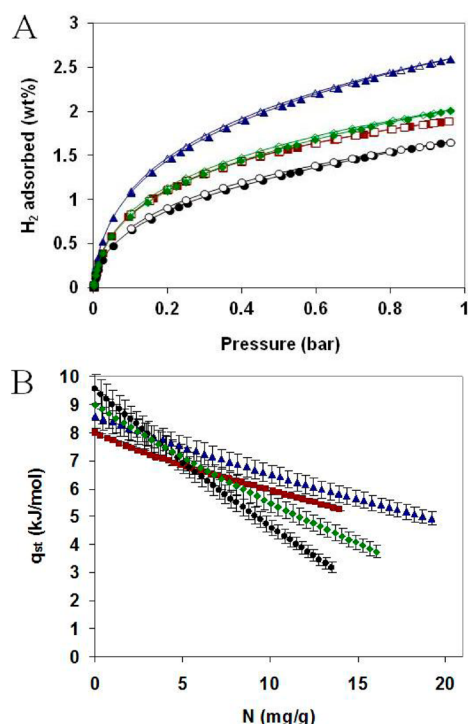 A
H2 adsorbed (wt%)
3
2.5
2
1.5
1
0.5
0
0 0.2 0.4 0.6 0.8 1
Pressure (bar)
B
qst (kJ/mol)
10
9
8
7
6
5
4
3
2
1
0
0 5 10 15 20
N (mg/g)